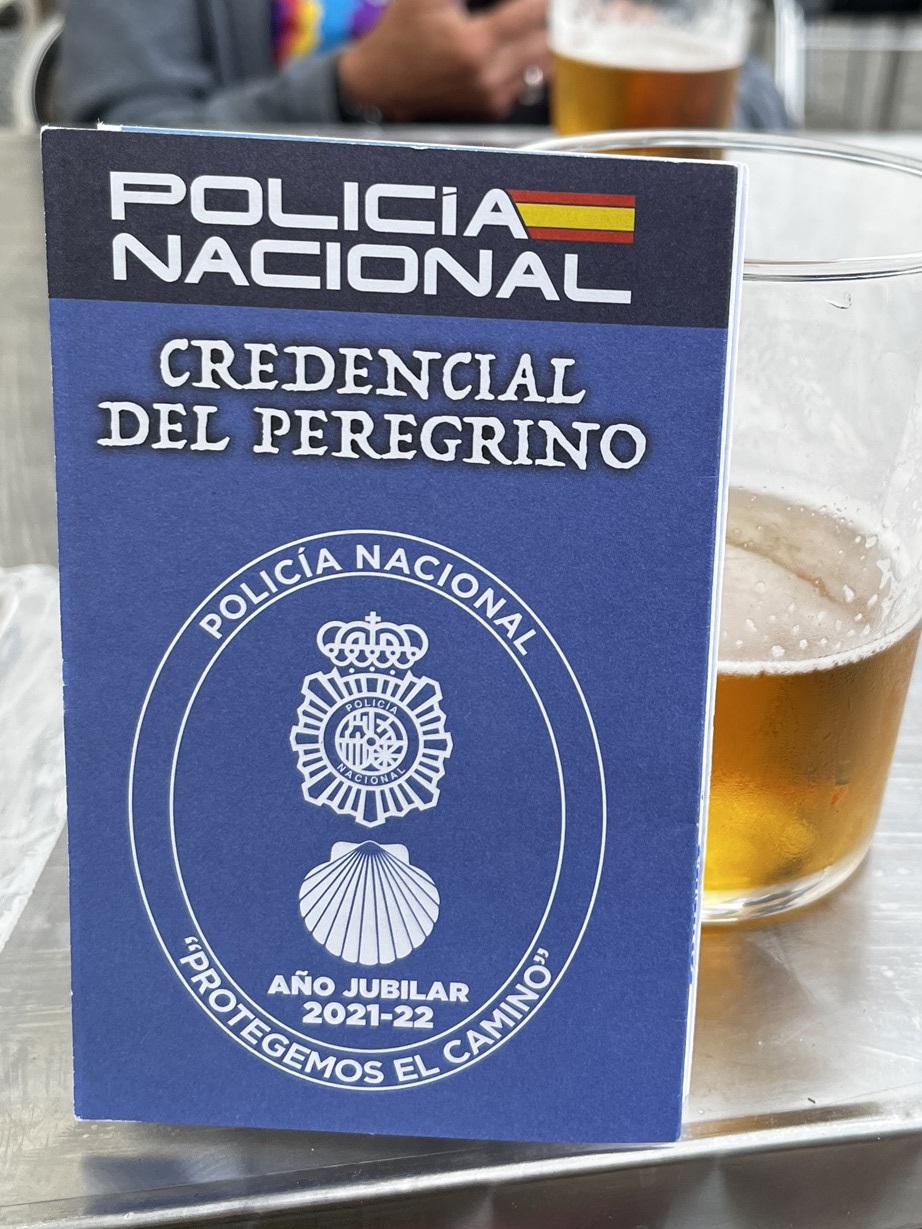 POLICÍA
NACIONAL
CREDENCIAL
DEL PEREGRINO
POLICÍA NACIONAL
POLICIA
NACIONAL
AÑO JUBILAR
2021-22
“PROTEGEMOS EL CAMINO”